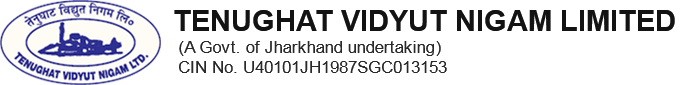 तेनुघाट विद्युत निगम लि०
TENUGHAT VIDYUT NIGAM LTD.
TENUGHAT VIDYUT NIGAM LIMITED
(A Govt. of Jharkhand undertaking)
CIN No. U40101JH1987SGC013153